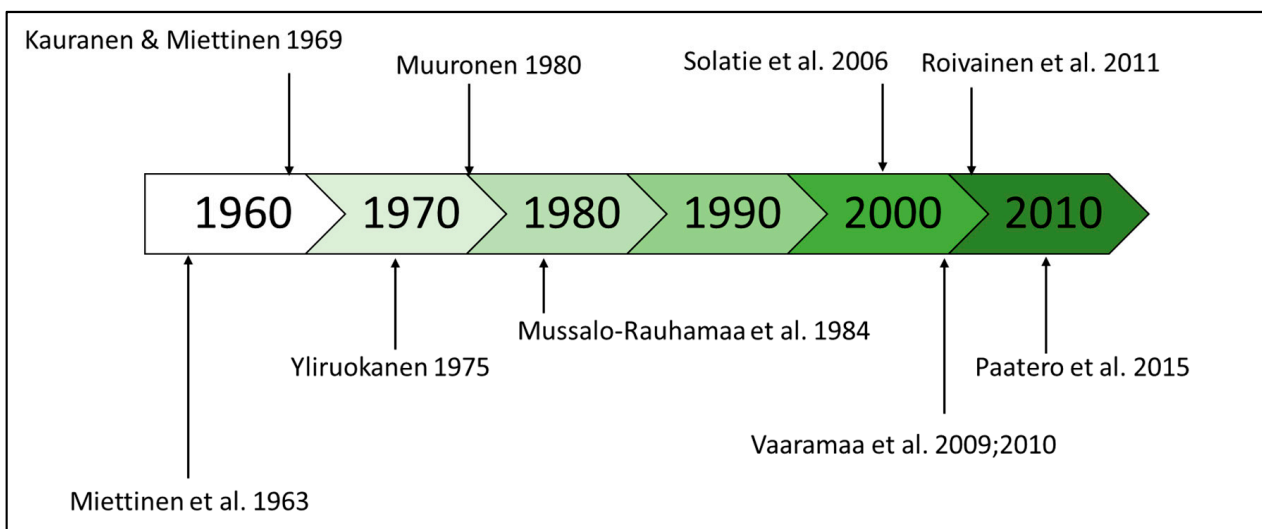 Kauranen & Miettinen 1969
Muuronen 1980
Solatie et al. 2006
Roivainen et al. 2011
1960
1970
1980
1990
2000
2010
Yliruokanen 1975
Mussalo-Rauhamaa et al. 1984
Paatero et al. 2015
Vaaramaa et al. 2009;2010
Miettinen et al. 1963